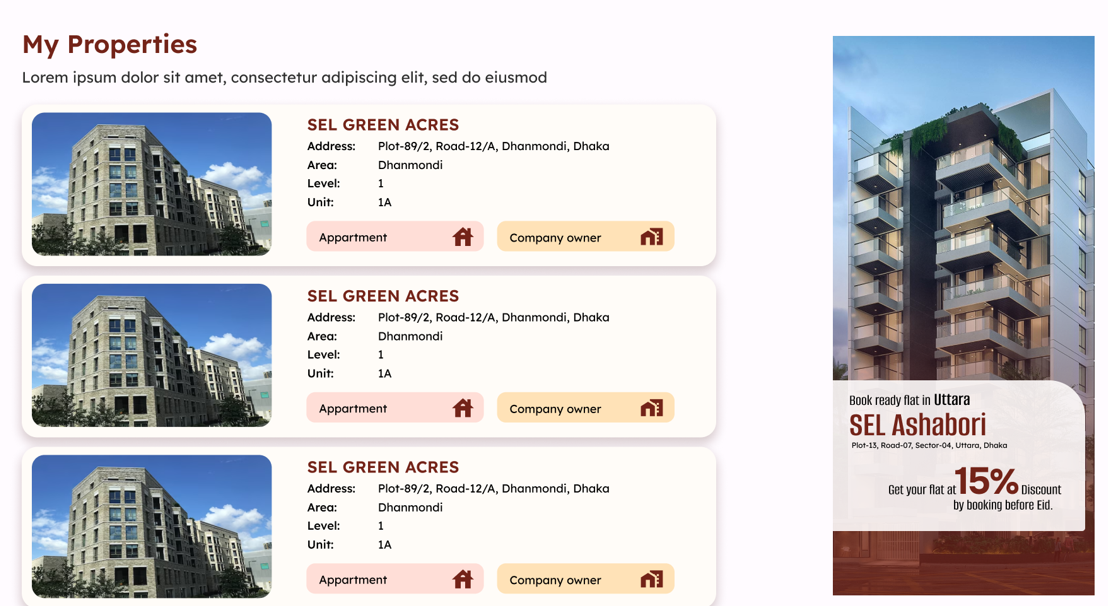 My Properties
Lorem ipsum dolor sit amet, consectetur adipiscing elit, sed do eiusmod
SEL GREEN ACRES
Address: Plot-89/2, Road-12/A, Dhanmondi, Dhaka
Area: Dhanmondi
Level: 1
Unit: 1A
Appartment Company owner
SEL GREEN ACRES
Address: Plot-89/2, Road-12/A, Dhanmondi, Dhaka
Area: Dhanmondi
Level: 1
Unit: 1A
Appartment Company owner
SEL GREEN ACRES
Address: Plot-89/2, Road-12/A, Dhanmondi, Dhaka
Area: Dhanmondi
Level: 1
Unit: 1A
Appartment Company owner
Book ready flat in Uttara
SEL Ashabori
Plot-13, Road-07, Sector-04, Uttara, Dhaka
Get your flat at 15% Discount
by booking before Eid.